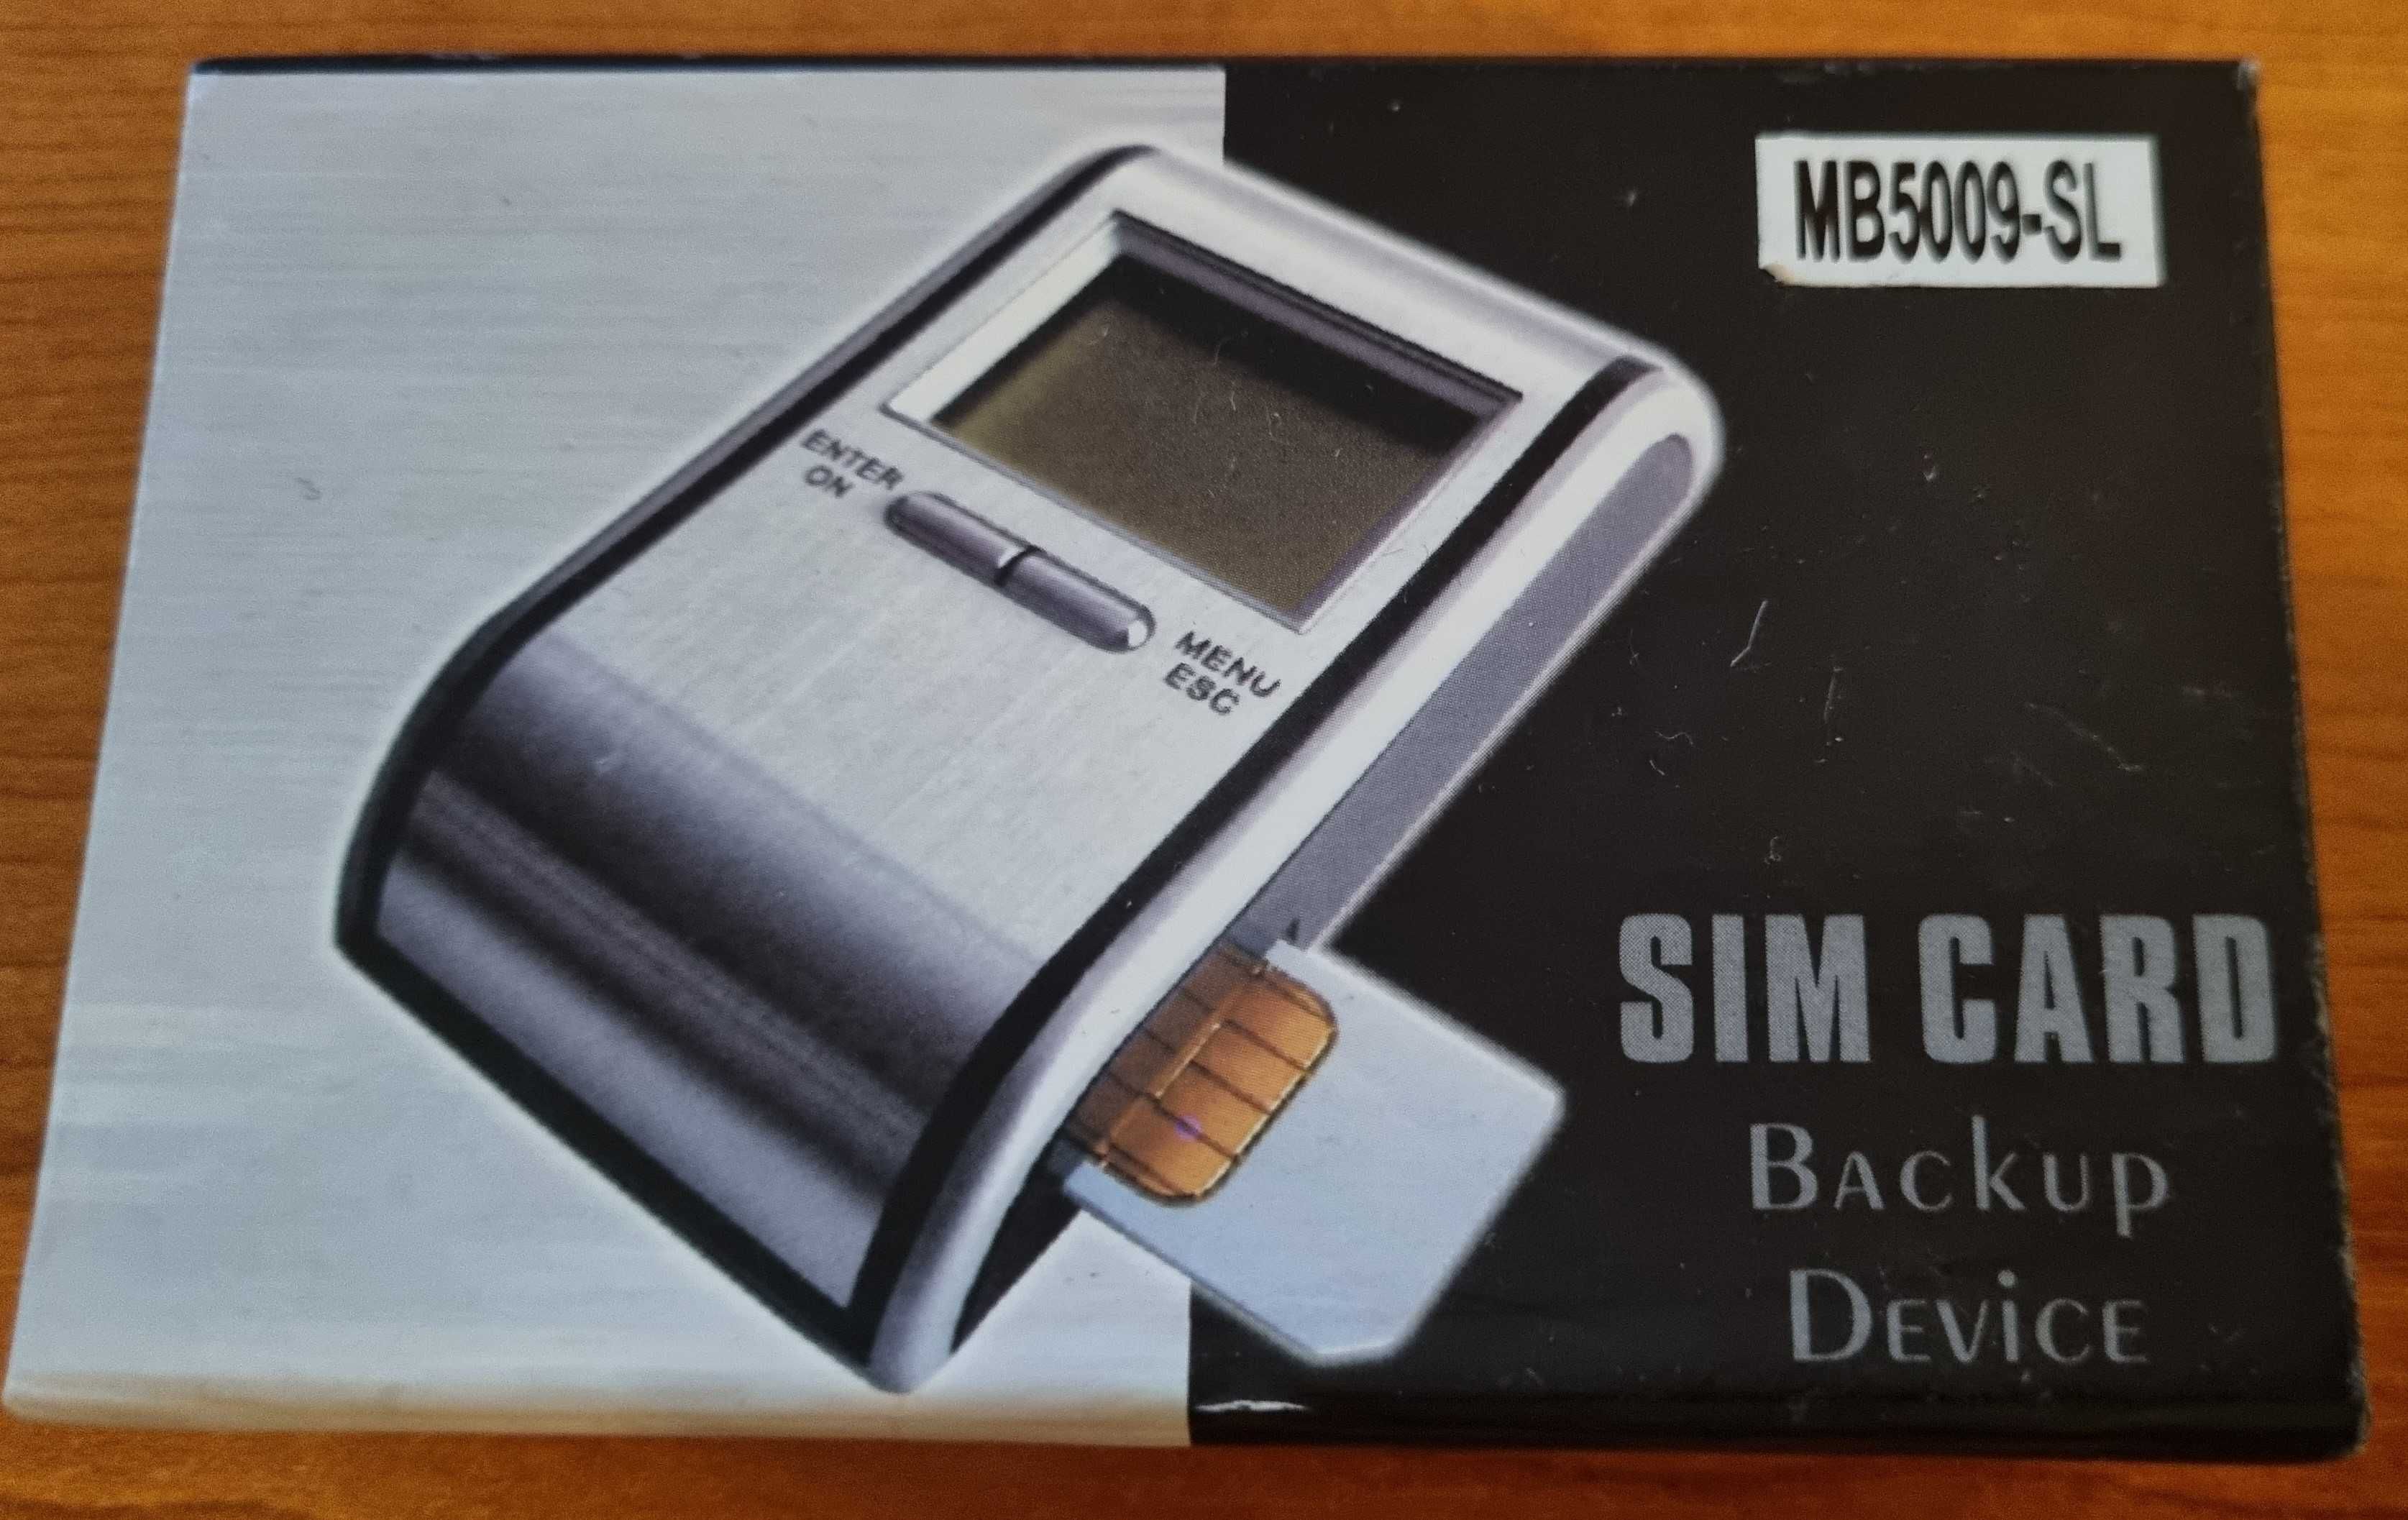 MB5009-SL
ENTER
ON
MENU
ESC
SIM CARD
BACKUP
DEVICE